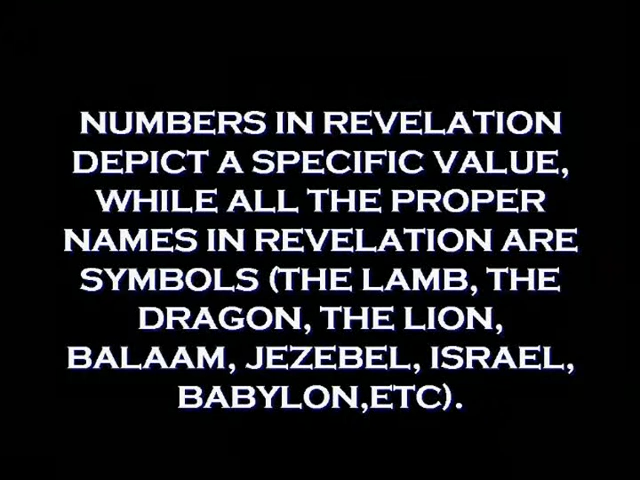 NUMBERS IN REVELATION
DEPICT A SPECIFIC VALUE,
WHILE ALL THE PROPER
NAMES IN REVELATION ARE
SYMBOLS (THE LAMB, THE
DRAGON, THE LION,
BALAAM, JEZEBEL, ISRAEL,
BABYLON,ETC).